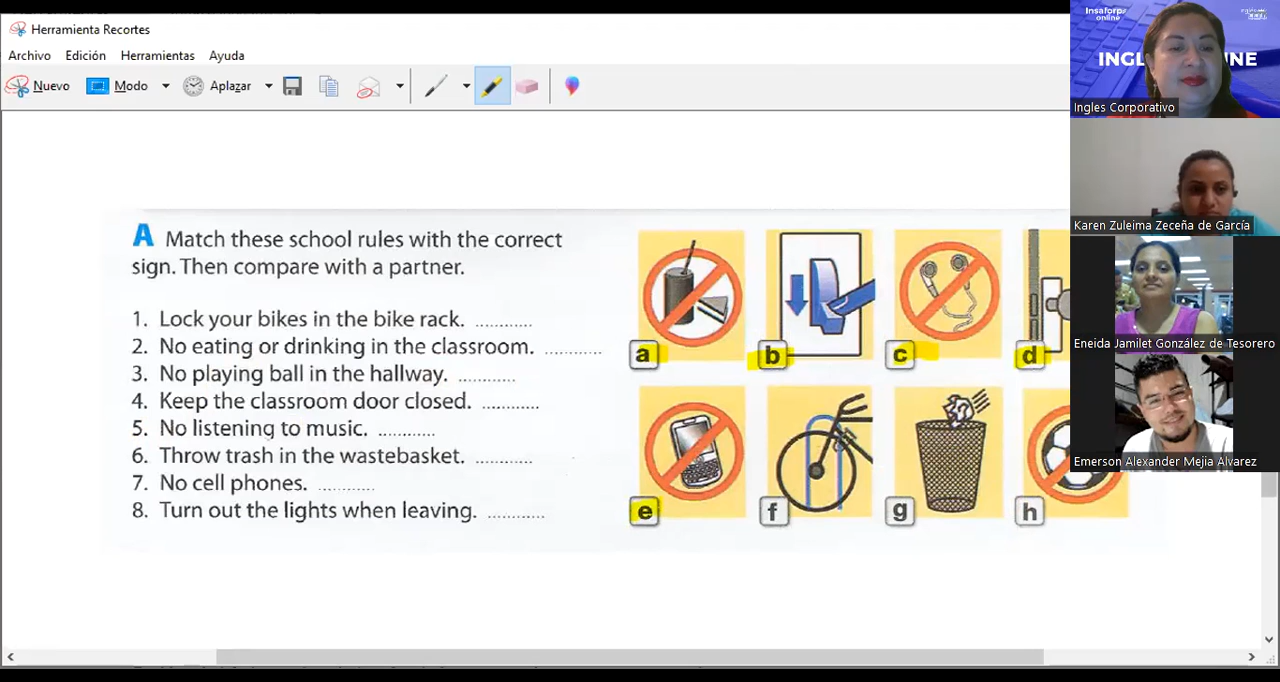 Herramienta Recortes
Archivo Edición Herramientas Ayuda
Nuevo Modo Aplazar
A Match these school rules with the correct
sign. Then compare with a partner.
1. Lock your bikes in the bike rack. ............
2. No eating or drinking in the classroom. ............
3. No playing ball in the hallway. ............
4. Keep the classroom door closed. ............
5. No listening to music. ............
6. Throw trash in the wastebasket. ............
7. No cell phones. ............
8. Turn out the lights when leaving. ............
a b c d
e f g h
Insaforp
online
INGL NE
Ingles Corporativo
Karen Zuleima Zeceña de García
Eneida Jamilet González de Tesorero
Emerson Alexander Mejia Alvarez